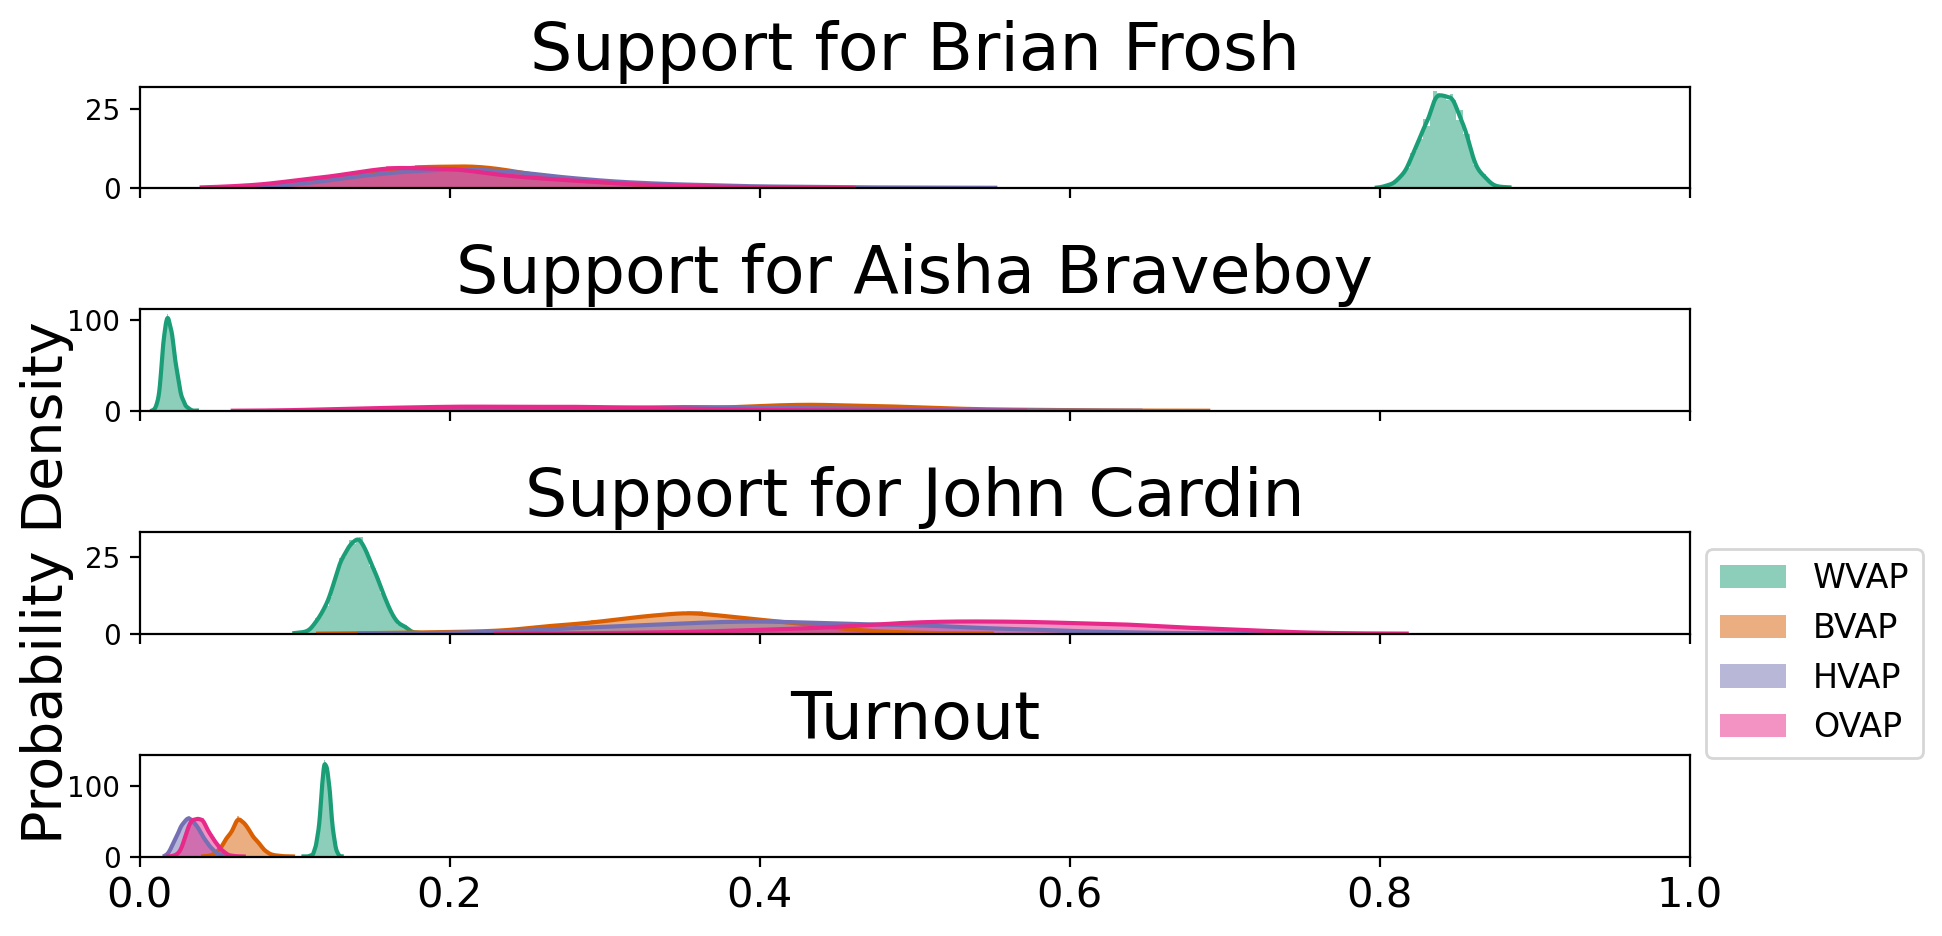 Support for Brian Frosh
25
0
Support for Aisha Braveboy
100
0
Support for John Cardin
25
0
Turnout
100
0
0.0 0.2 0.4 0.6 0.8 1.0
Probability Density
WVAP
BVAP
HVAP
OVAP